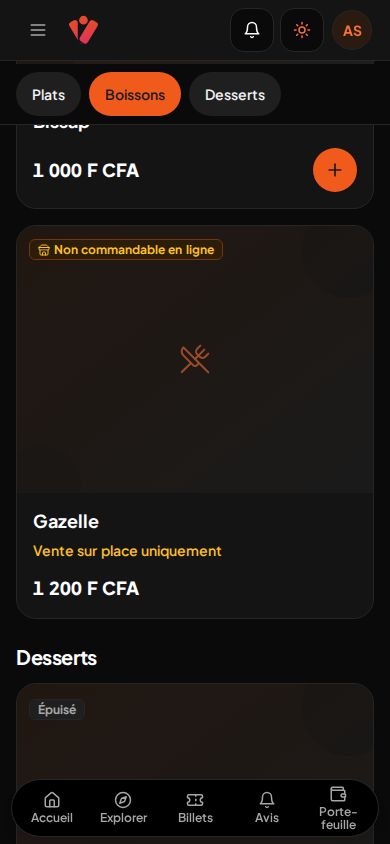 AS
Plats
Boissons
Desserts
Bissap
1 000 F CFA
Non commandable en ligne
Gazelle
Vente sur place uniquement
1 200 F CFA
Desserts
Épuisé
Accueil
Explorer
Billets
Avis
Porte-
feuille